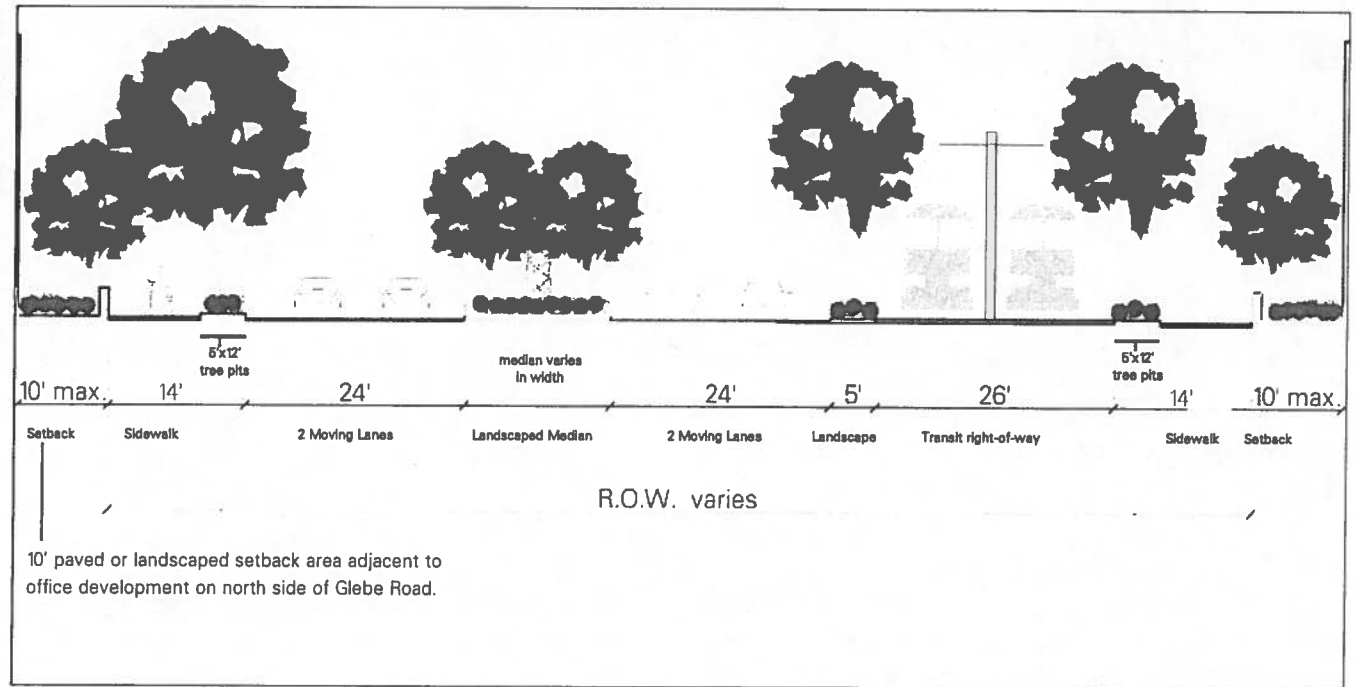 5'x12'
tree pits
median varies
in width
5'x12'
tree pits
10' max. 14' 24' 24' 5' 26' 14' 10' max.
Setback Sidewalk 2 Moving Lanes Landscaped Median 2 Moving Lanes Landscape Transit right-of-way Sidewalk Setback
R.O.W. varies
10' paved or landscaped setback area adjacent to
office development on north side of Glebe Road.